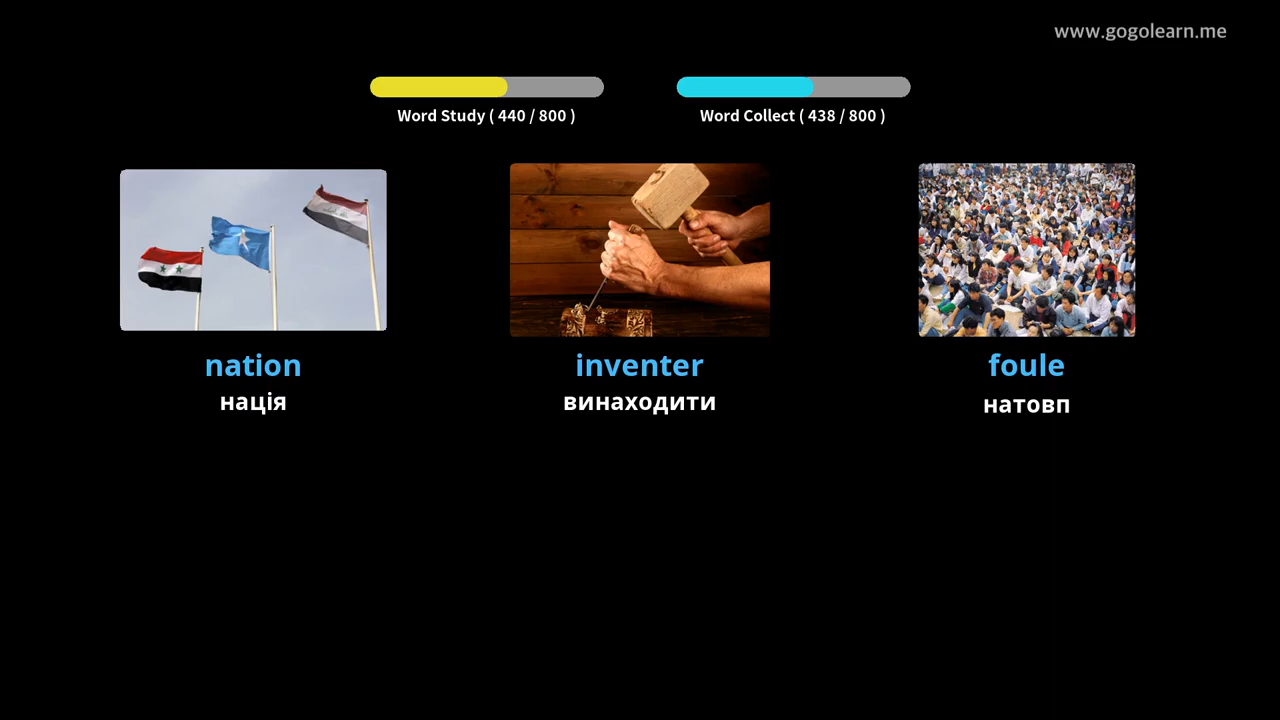 www.gogolearn.me
Word Study ( 440 / 800 )
Word Collect ( 438 / 800 )
nation
нація
inventer
винаходити
foule
натовп